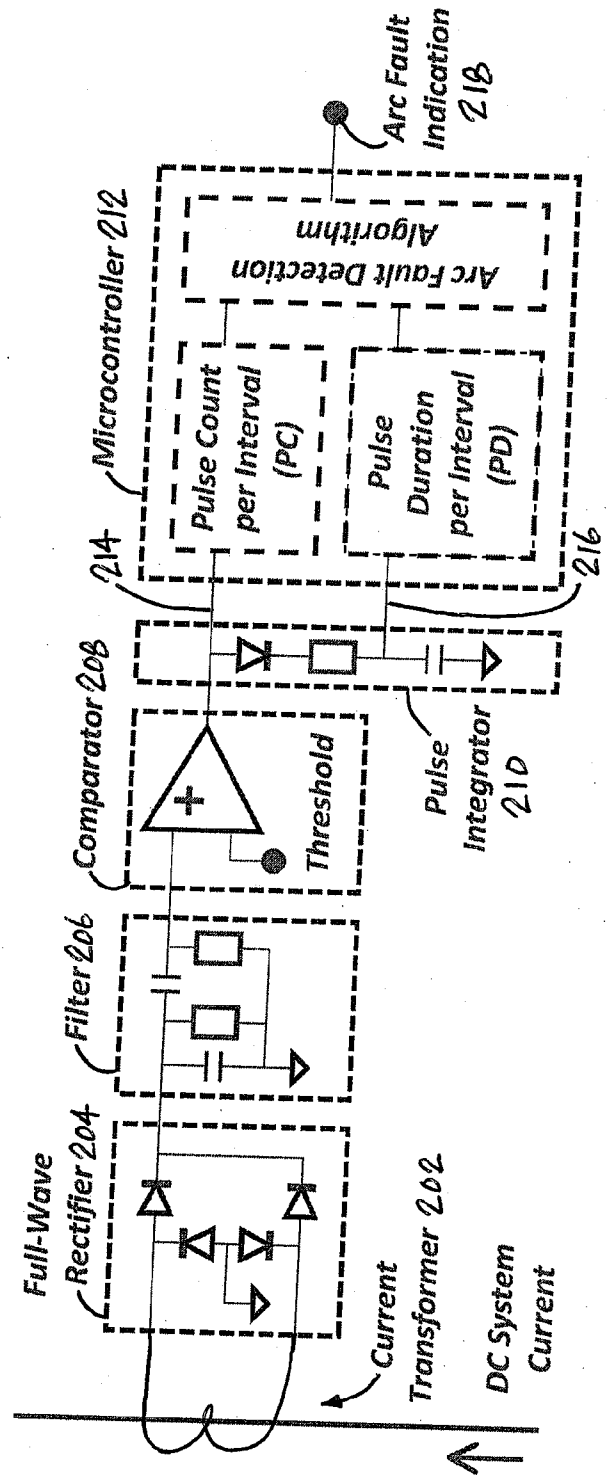 DC System
Current
Current
Transformer 202
Full-Wave
Rectifier 204
Filter 206
Comparator 208
+
Threshold
Pulse
Integrator
210
214
216
Microcontroller 212
Pulse Count
per Interval
(PC)
Pulse
Duration
per Interval
(PD)
Arc Fault Detection
Algorithm
Arc Fault
Indication
218